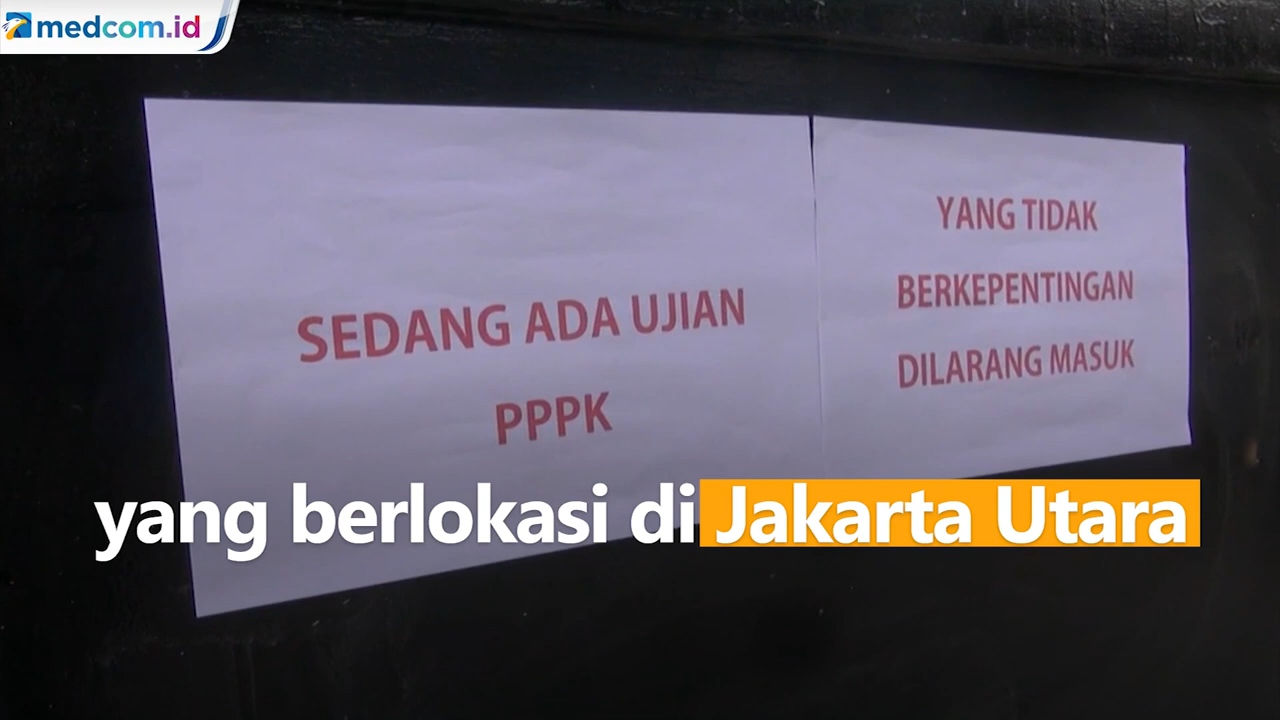 medcom.id
SEDANG ADA UJIAN
PPPK
YANG TIDAK
BERKEPENTINGAN
DILARANG MASUK
yang berlokasi di Jakarta Utara